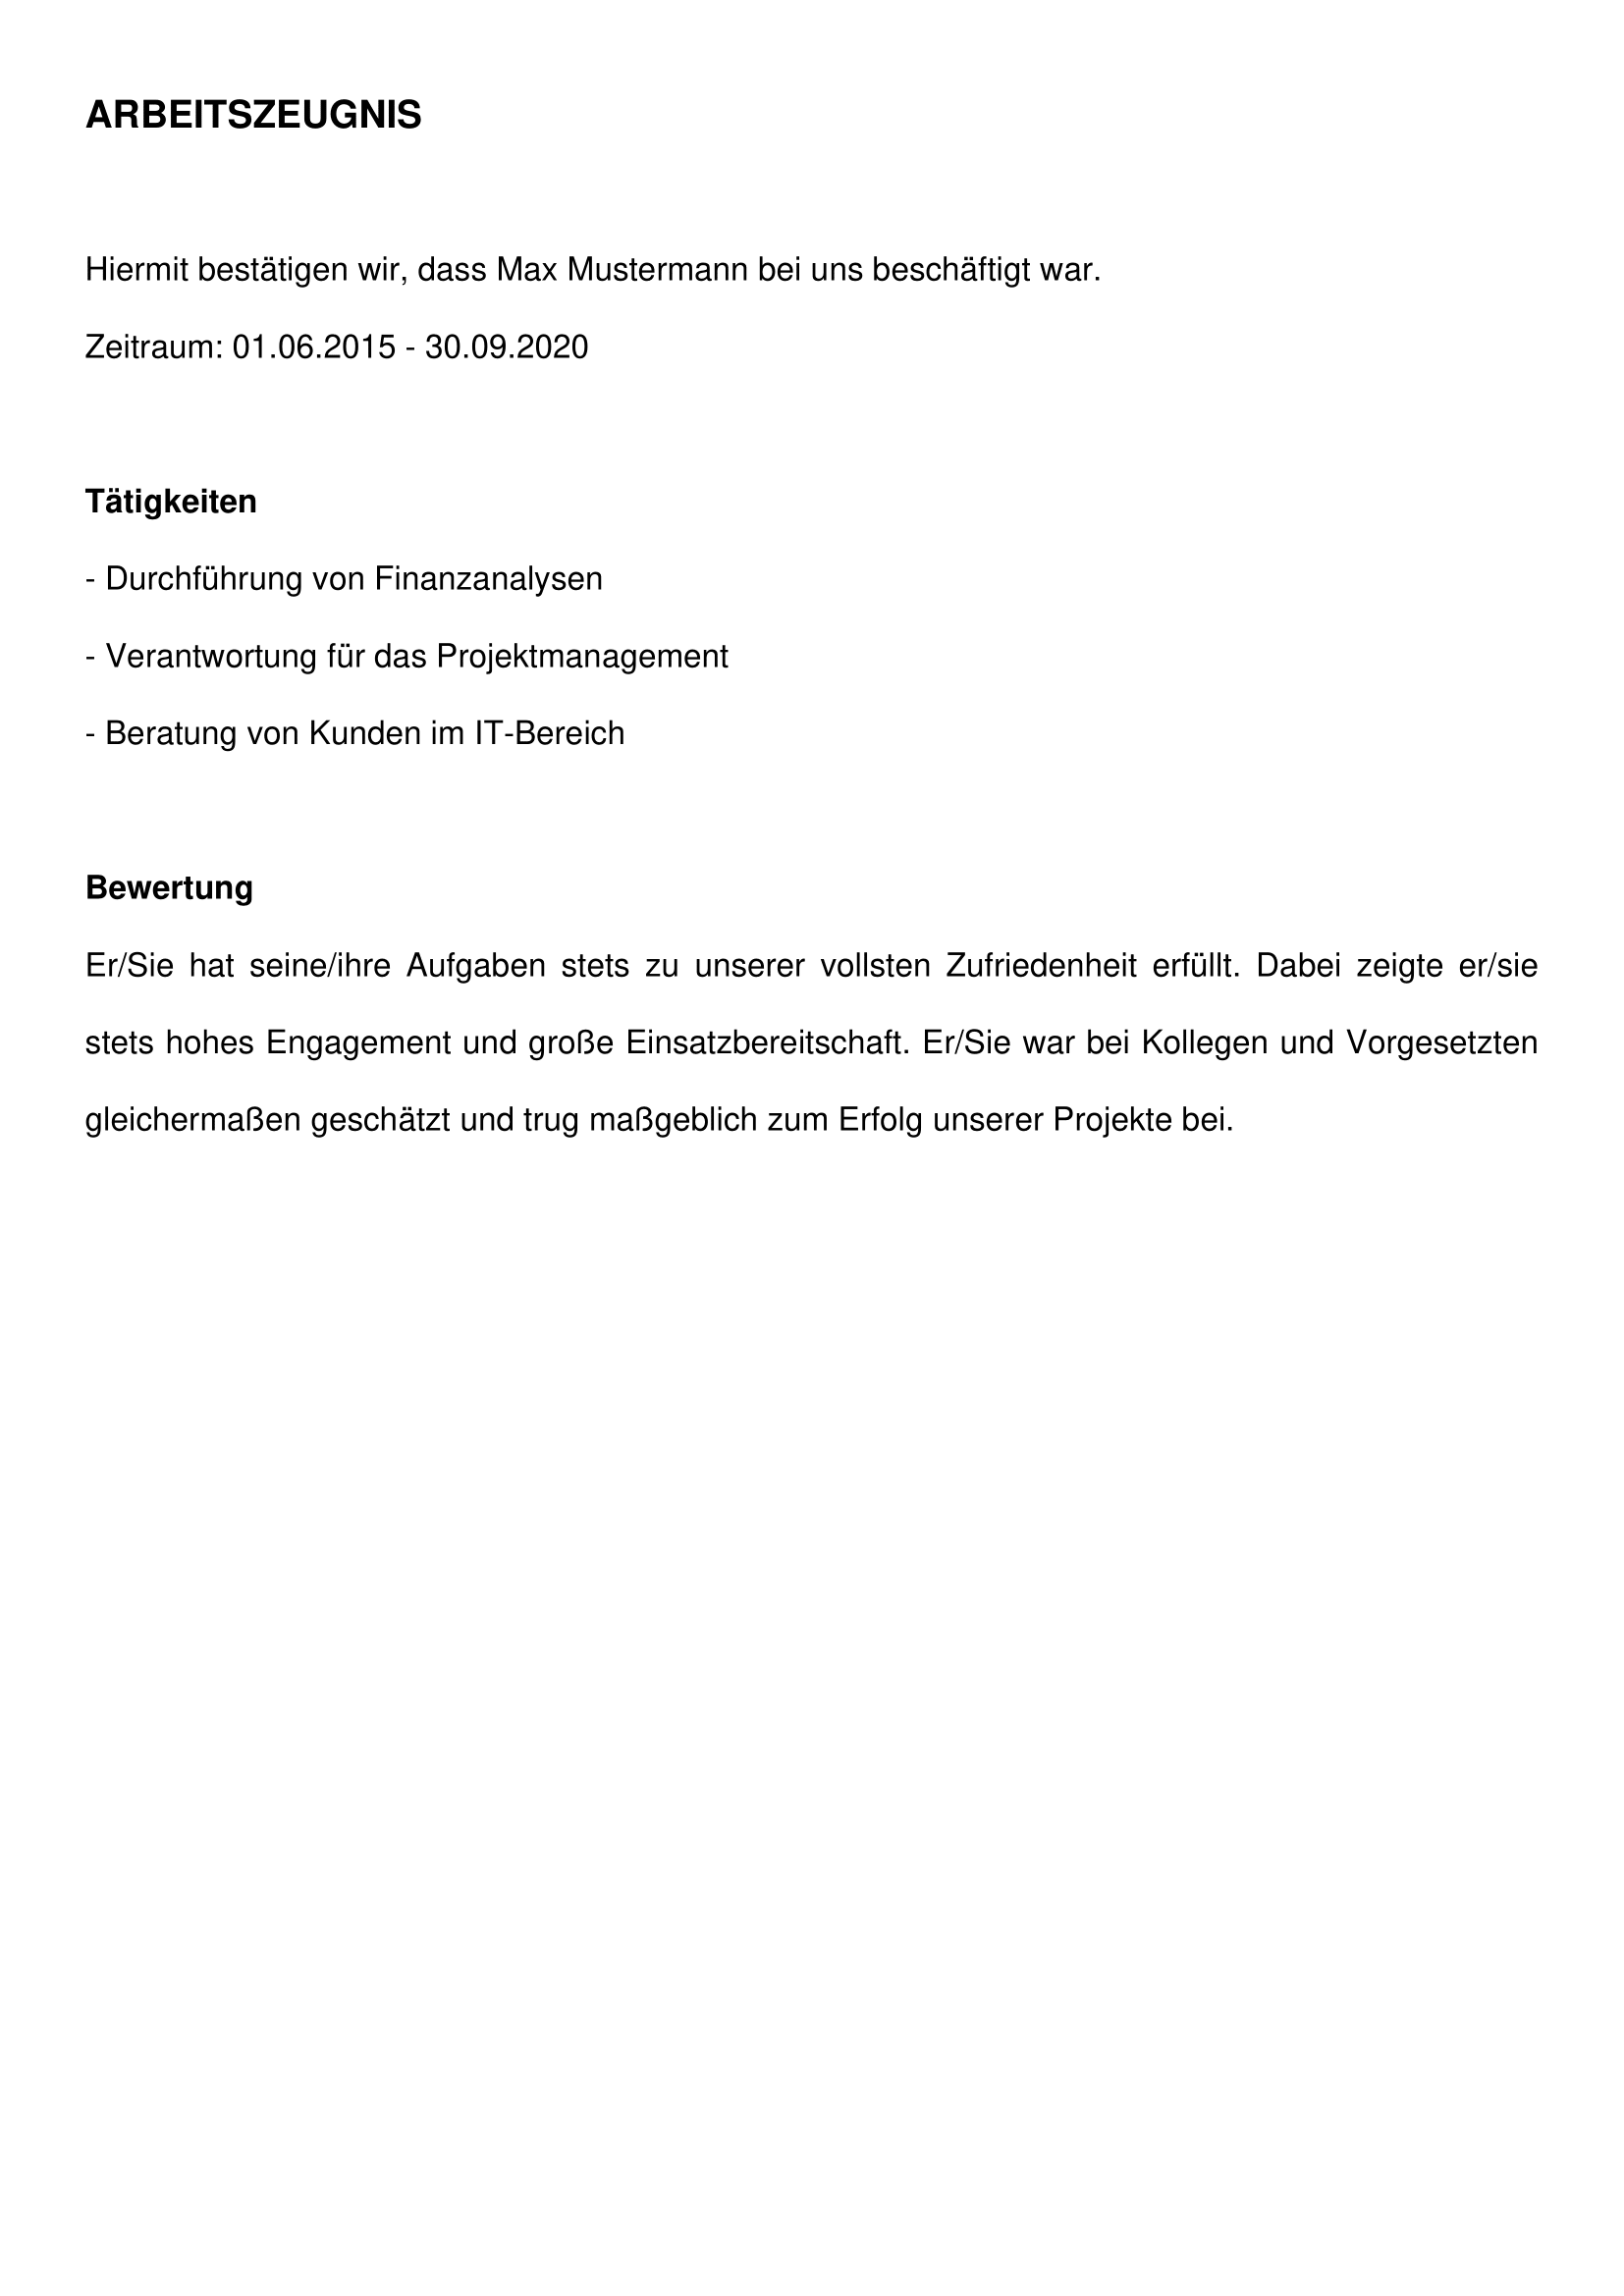 ARBEITSZEUGNIS
Hiermit bestätigen wir, dass Max Mustermann bei uns beschäftigt war.
Zeitraum: 01.06.2015 - 30.09.2020
Tätigkeiten
- Durchführung von Finanzanalysen
- Verantwortung für das Projektmanagement
- Beratung von Kunden im IT-Bereich
Bewertung
Er/Sie hat seine/ihre Aufgaben stets zu unserer vollsten Zufriedenheit erfüllt. Dabei zeigte er/sie
stets hohes Engagement und große Einsatzbereitschaft. Er/Sie war bei Kollegen und Vorgesetzten
gleichermaßen geschätzt und trug maßgeblich zum Erfolg unserer Projekte bei.